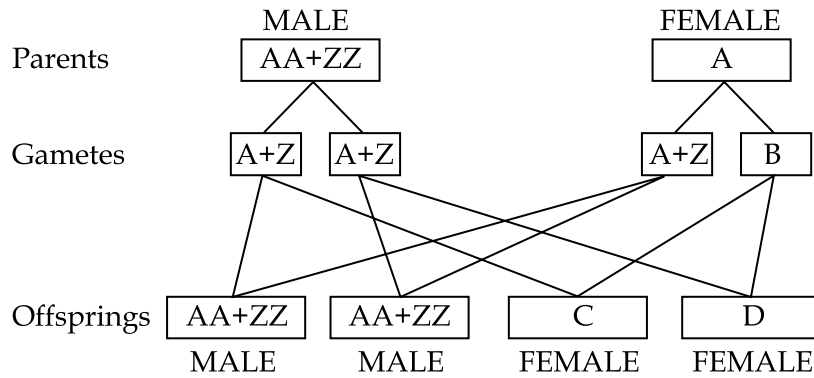 MALE FEMALE
Parents AA+ZZ A
Gametes A+Z A+Z A+Z B
Offsprings AA+ZZ AA+ZZ C D
MALE MALE FEMALE FEMALE